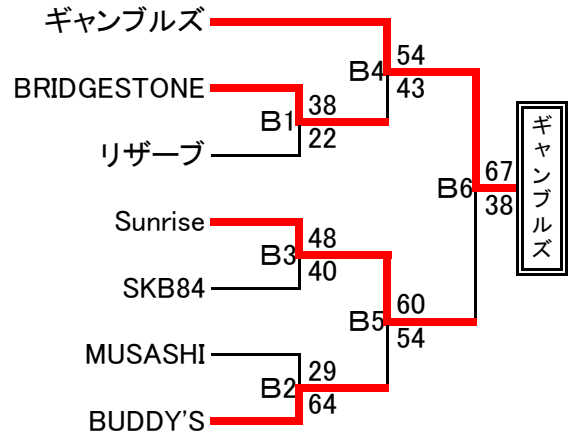 ギャンブルズ
54
B4
43
BRIDGESTONE
38
B1
22
リザーブ
67
B6
38
ギャンブルズ
Sunrise
48
B3
40
SKB84
60
B5
54
MUSASHI
29
B2
64
BUDDY'S